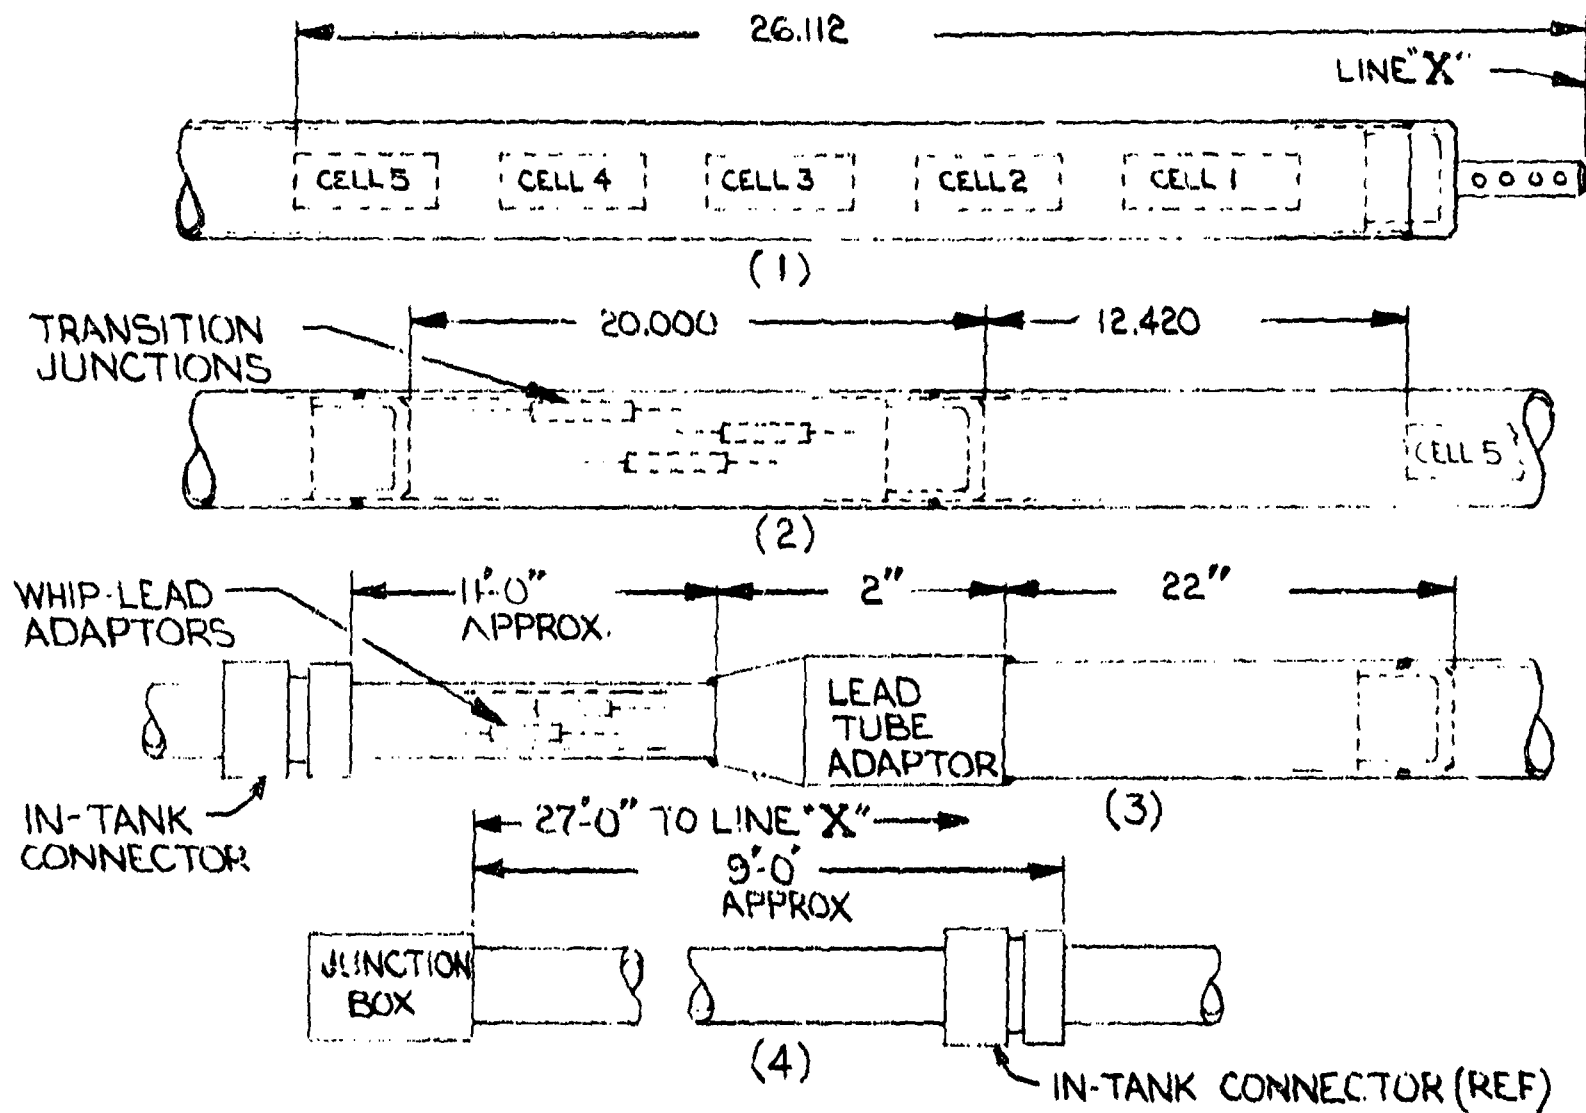 26.112
LINE "X"
CELL 5
CELL 4
CELL 3
CELL 2
CELL 1
(1)
TRANSITION
JUNCTIONS
20.000
12.420
CELL 5
(2)
WHIP-LEAD
ADAPTORS
11'-0"
APPROX.
2"
22"
LEAD
TUBE
ADAPTOR
IN-TANK
CONNECTOR
(3)
27'-0" TO LINE "X"
9'-0"
APPROX
JUNCTION
BOX
(4)
IN-TANK CONNECTOR (REF)